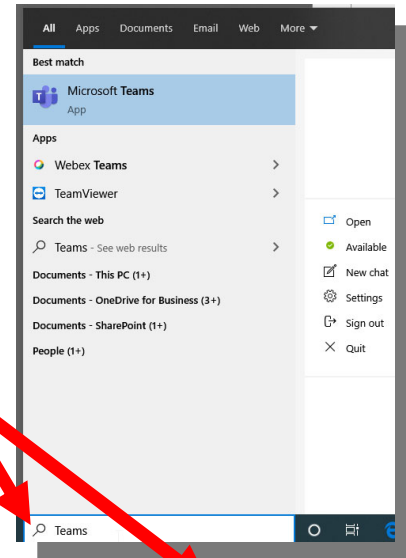 All Apps Documents Email Web More
Best match
Microsoft Teams
App
Apps
Webex Teams
TeamViewer
Search the web
Teams - See web results
Documents - This PC (1+)
Documents - OneDrive for Business (3+)
Documents - SharePoint (1+)
People (1+)
Open
Available
New chat
Settings
Sign out
Quit
Teams